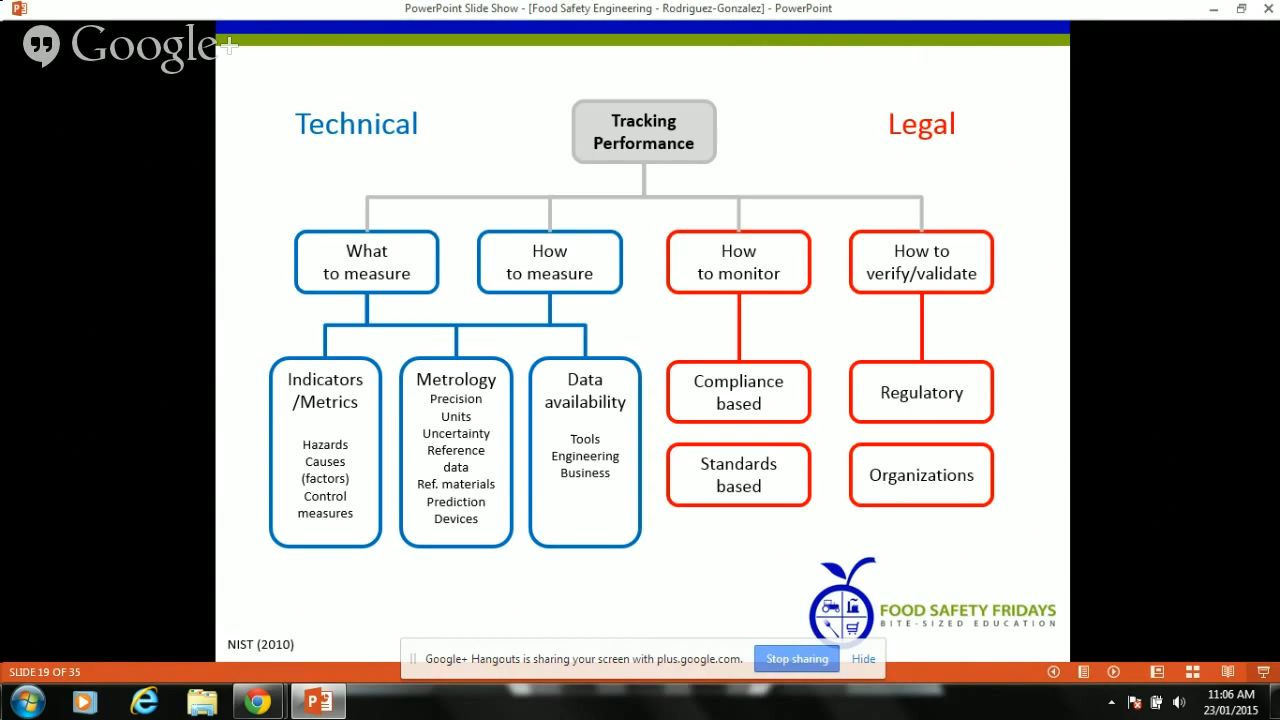 PowerPoint Slide Show - [Food Safety Engineering - Rodriguez-Gonzalez] - PowerPoint
Google+
Technical
Tracking
Performance
Legal
What
to measure
How
to measure
How
to monitor
How to
verify/validate
Indicators
/Metrics
Hazards
Causes
(factors)
Control
measures
Metrology
Precision
Units
Uncertainty
Reference
data
Ref. materials
Prediction
Devices
Data
availability
Tools
Engineering
Business
Compliance
based
Standards
based
Regulatory
Organizations
FOOD SAFETY FRIDAYS
BITE-SIZED EDUCATION
NIST (2010)
Google+ Hangouts is sharing your screen with plus.google.com.
Stop sharing
Hide
SLIDE 19 OF 35
11:06 AM
23/01/2015